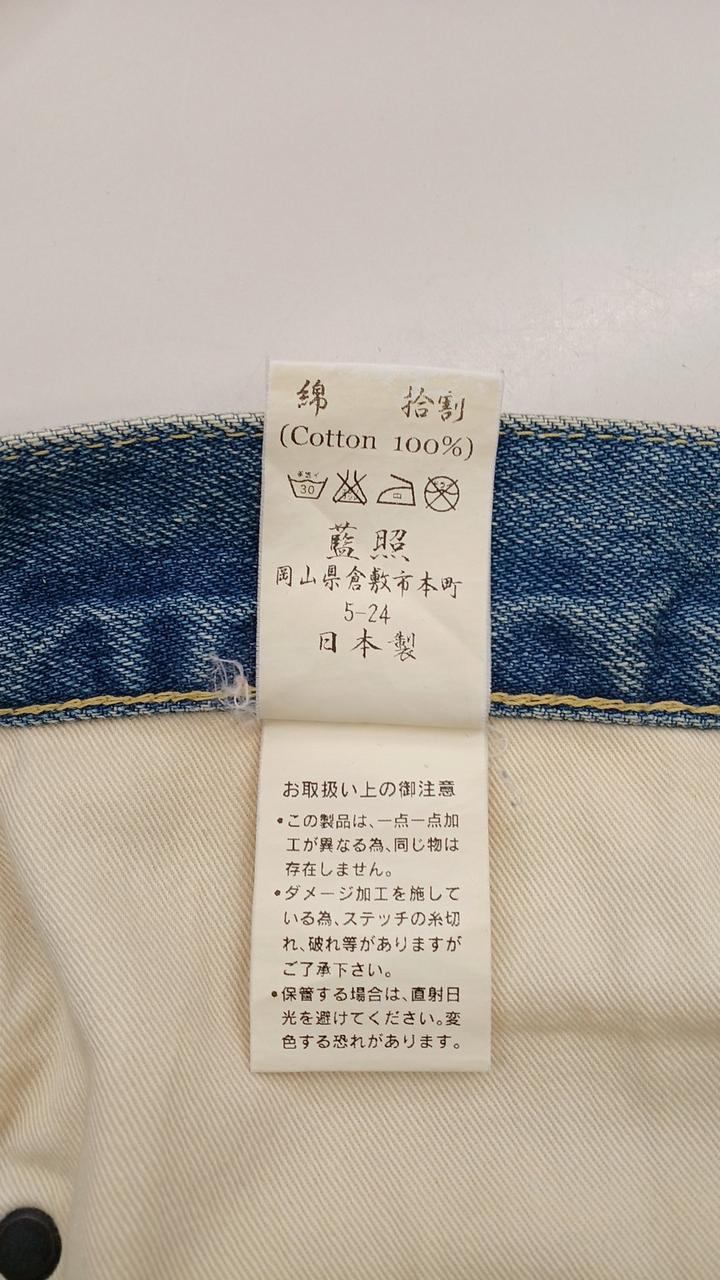 綿 拾割
(Cotton 100%)
手洗イ
30
藍照
岡山県倉敷市本町
5-24
日本製
お取扱い上の御注意
•この製品は、一点一点加
工が異なる為、同じ物は
存在しません。
•ダメージ加工を施して
いる為、ステッチの糸切
れ、破れ等がありますが
ご了承下さい。
•保管する場合は、直射日
光を避けてください。変
色する恐れがあります。